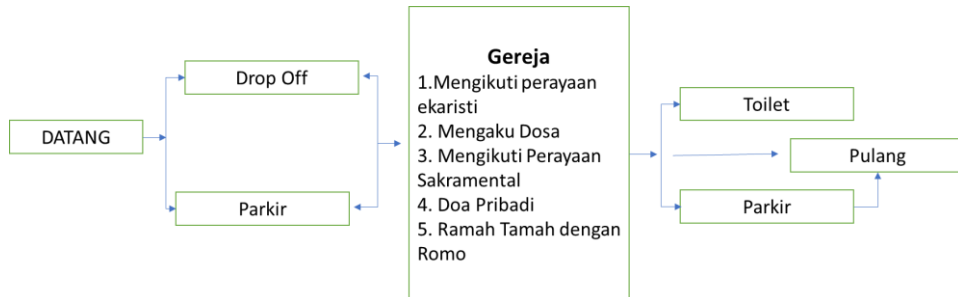 DATANG
Drop Off
Parkir
Gereja
1.Mengikuti perayaan
ekaristi
2. Mengaku Dosa
3. Mengikuti Perayaan
Sakramental
4. Doa Pribadi
5. Ramah Tamah dengan
Romo
Toilet
Pulang
Parkir